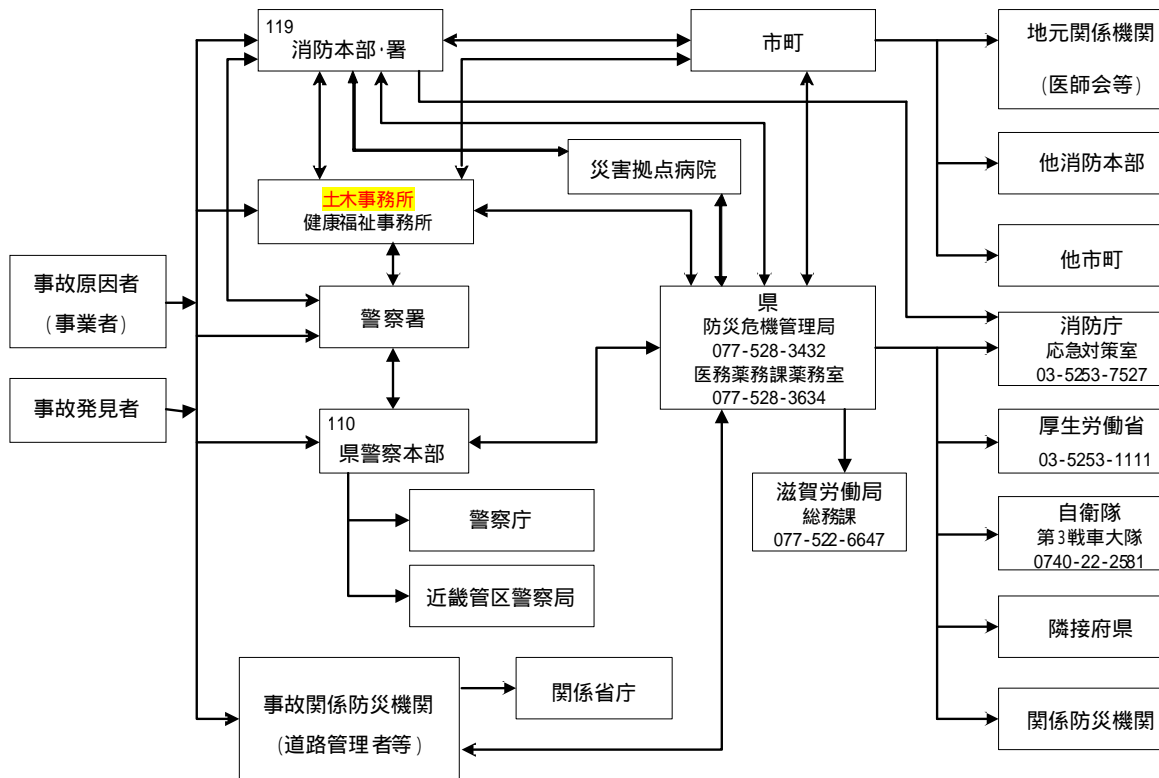 119
消防本部・署
市町
地元関係機関
(医師会等)
災害拠点病院
他消防本部
土木事務所
健康福祉事務所
他市町
事故原因者
(事業者)
警察署
県
防災危機管理局
077-528-3432
医務薬務課薬務室
077-528-3634
消防庁
応急対策室
03-5253-7527
事故発見者
110
県警察本部
厚生労働省
03-5253-1111
滋賀労働局
総務課
077-522-6647
警察庁
自衛隊
第3戦車大隊
0740-22-2581
近畿管区警察局
隣接府県
事故関係防災機関
(道路管理者等)
関係省庁
関係防災機関